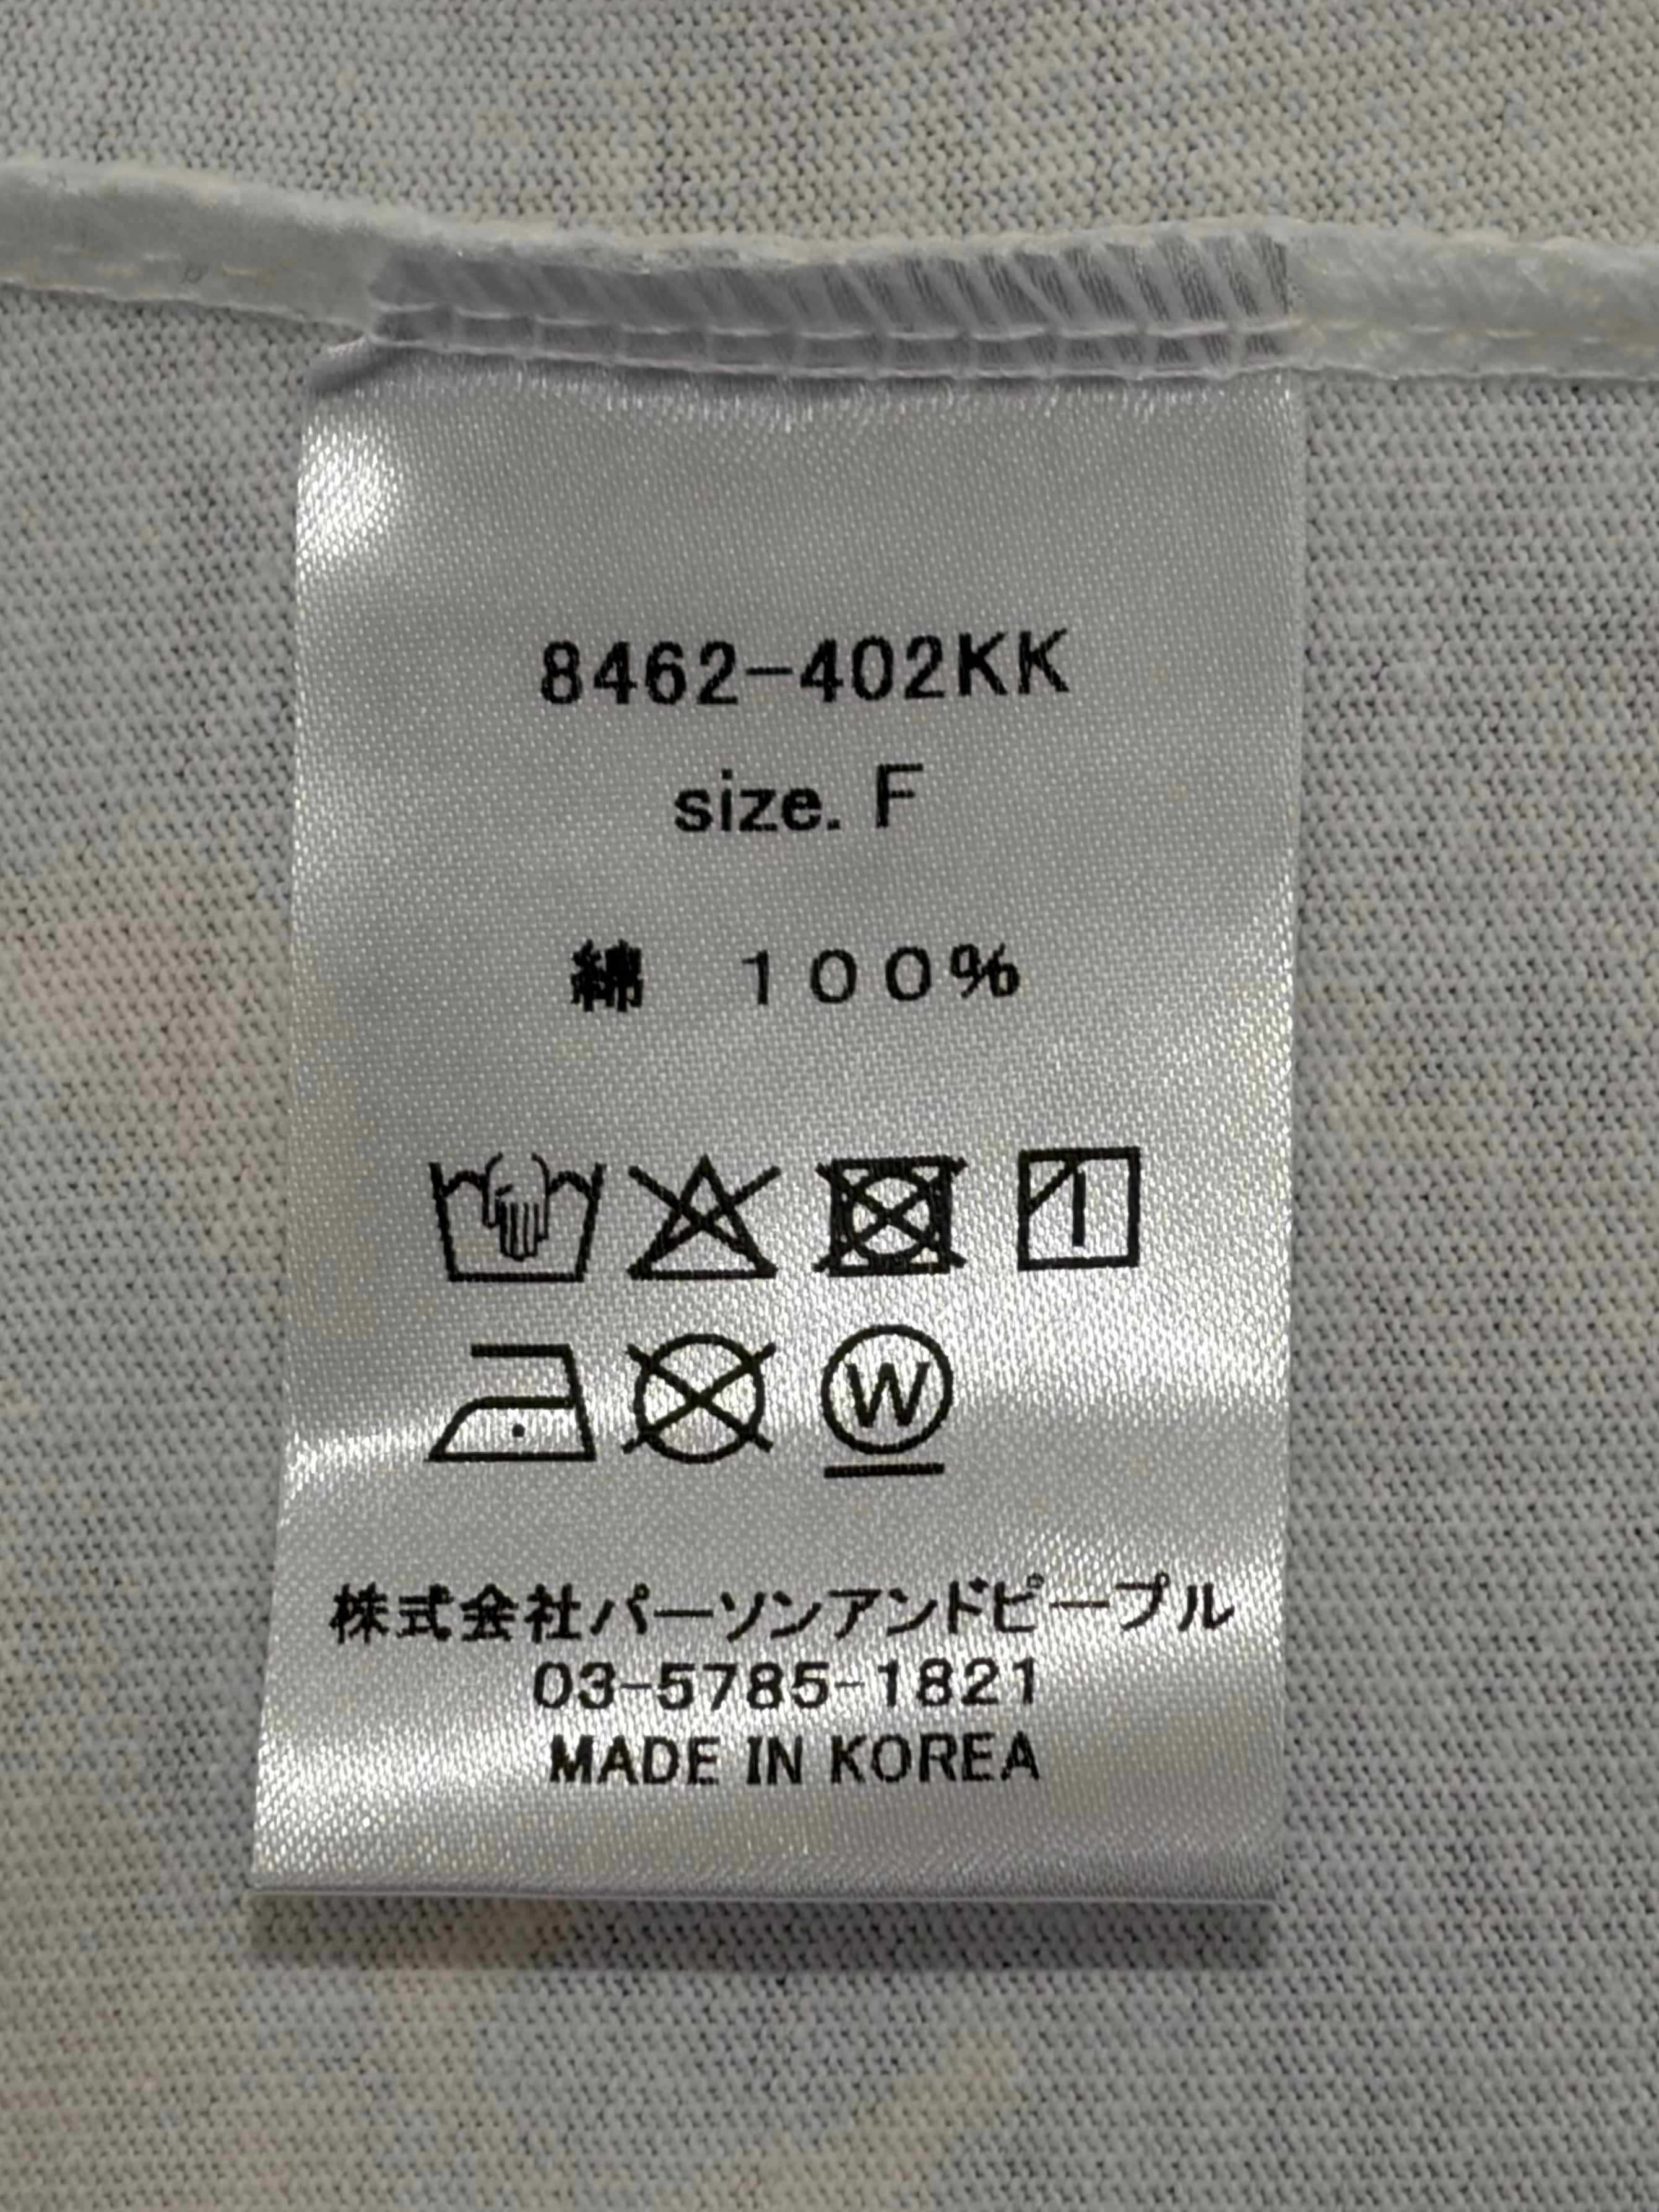 8462-402KK
size. F
綿　１００％
W
株式会社パーソンアンドピープル
03-5785-1821
MADE IN KOREA